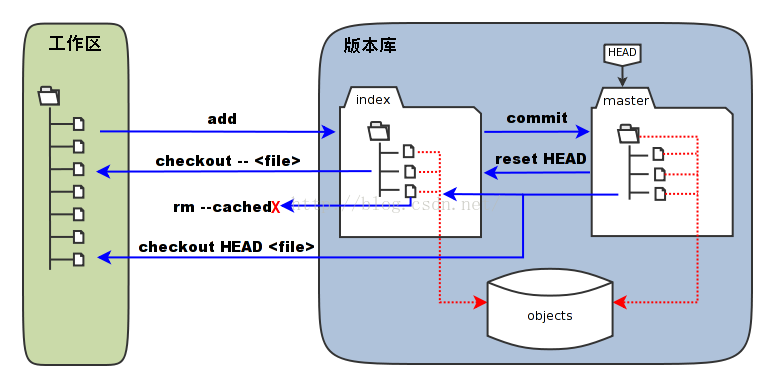 工作区
版本库
HEAD
index
master
add
commit
checkout -- <file>
reset HEAD
rm --cached
X
http://blog.csdn.ne
checkout HEAD <file>
objects